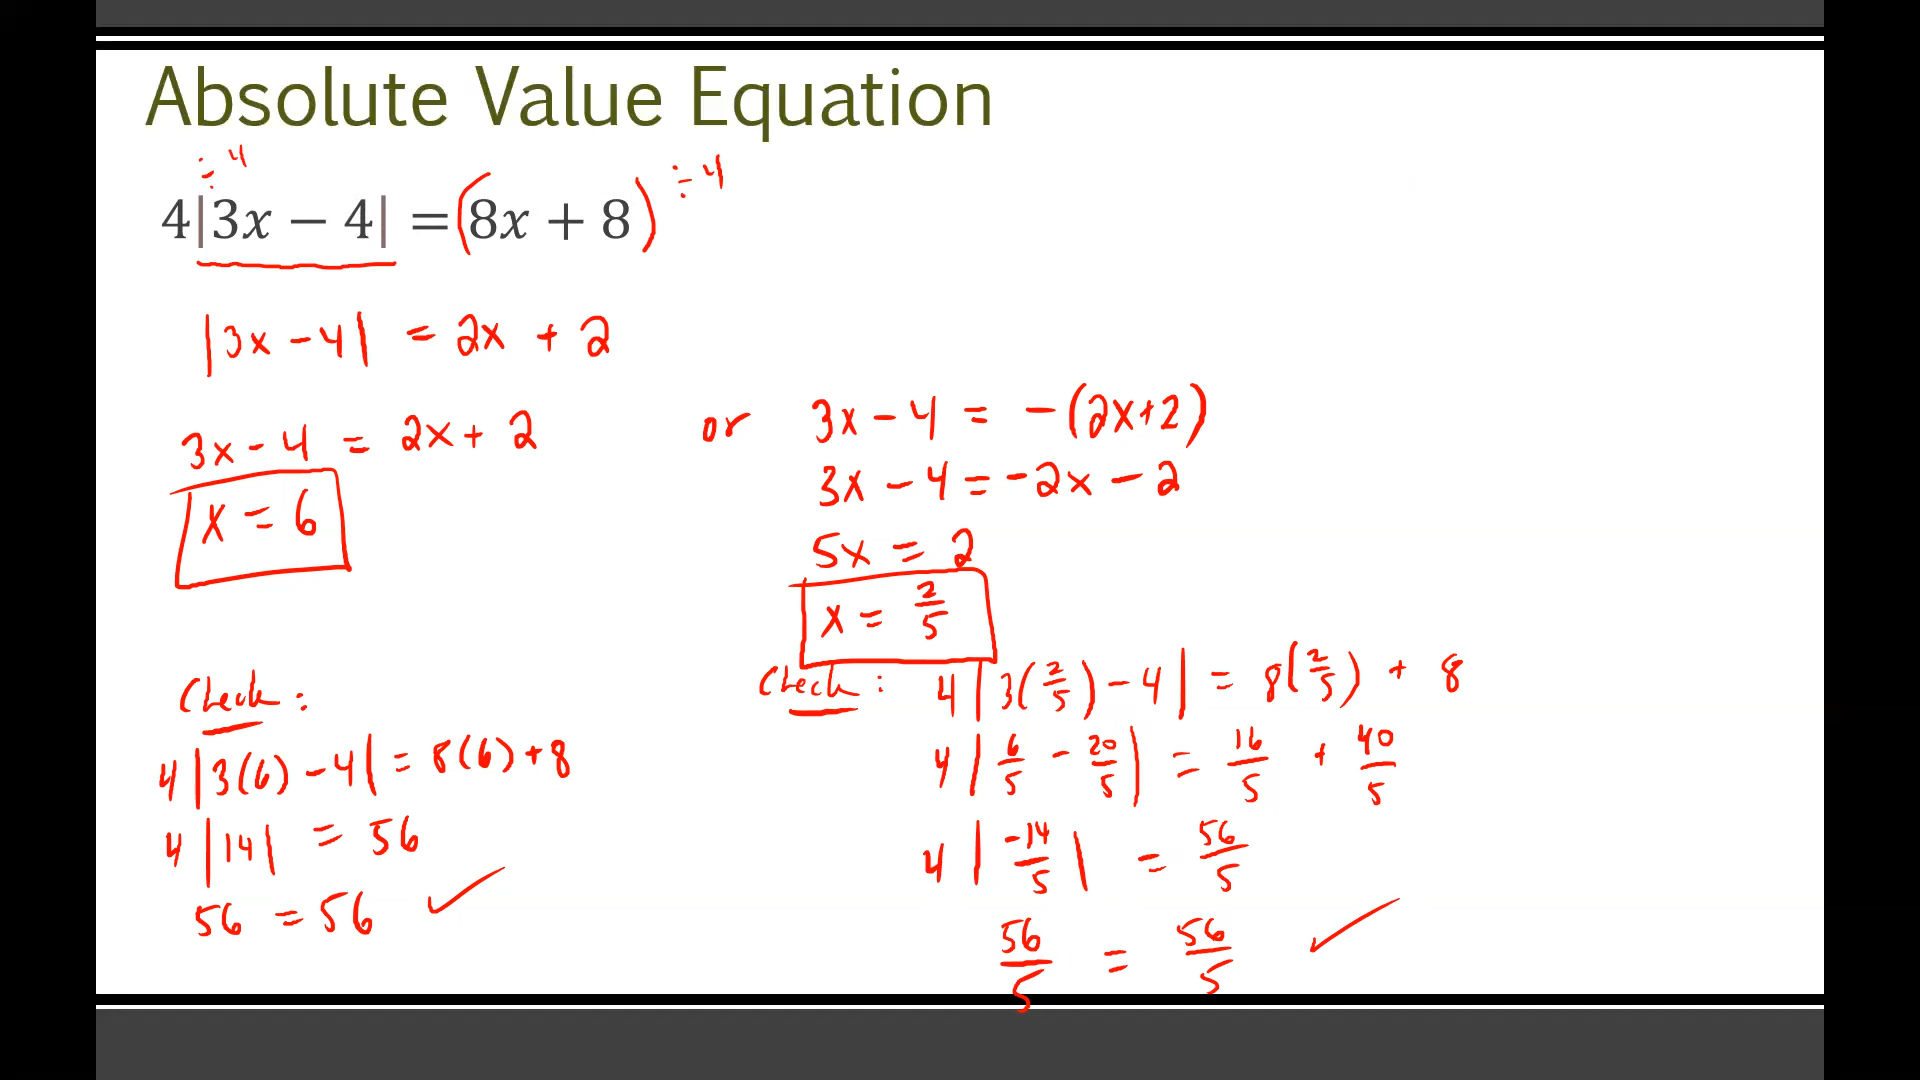 Absolute Value Equation
÷4 ÷4
4|3x − 4| = (8x + 8)
|3x − 4| = 2x + 2
3x − 4 = 2x + 2
x = 6
or 3x − 4 = −(2x+2)
3x − 4 = −2x − 2
5x = 2
x = 2/5
Check:
4|3(6) − 4| = 8(6) + 8
4|14| = 56
56 = 56 ✓
Check: 4|3(2/5) − 4| = 8(2/5) + 8
4|6/5 − 20/5| = 16/5 + 40/5
4|−14/5| = 56/5
56/5 = 56/5 ✓